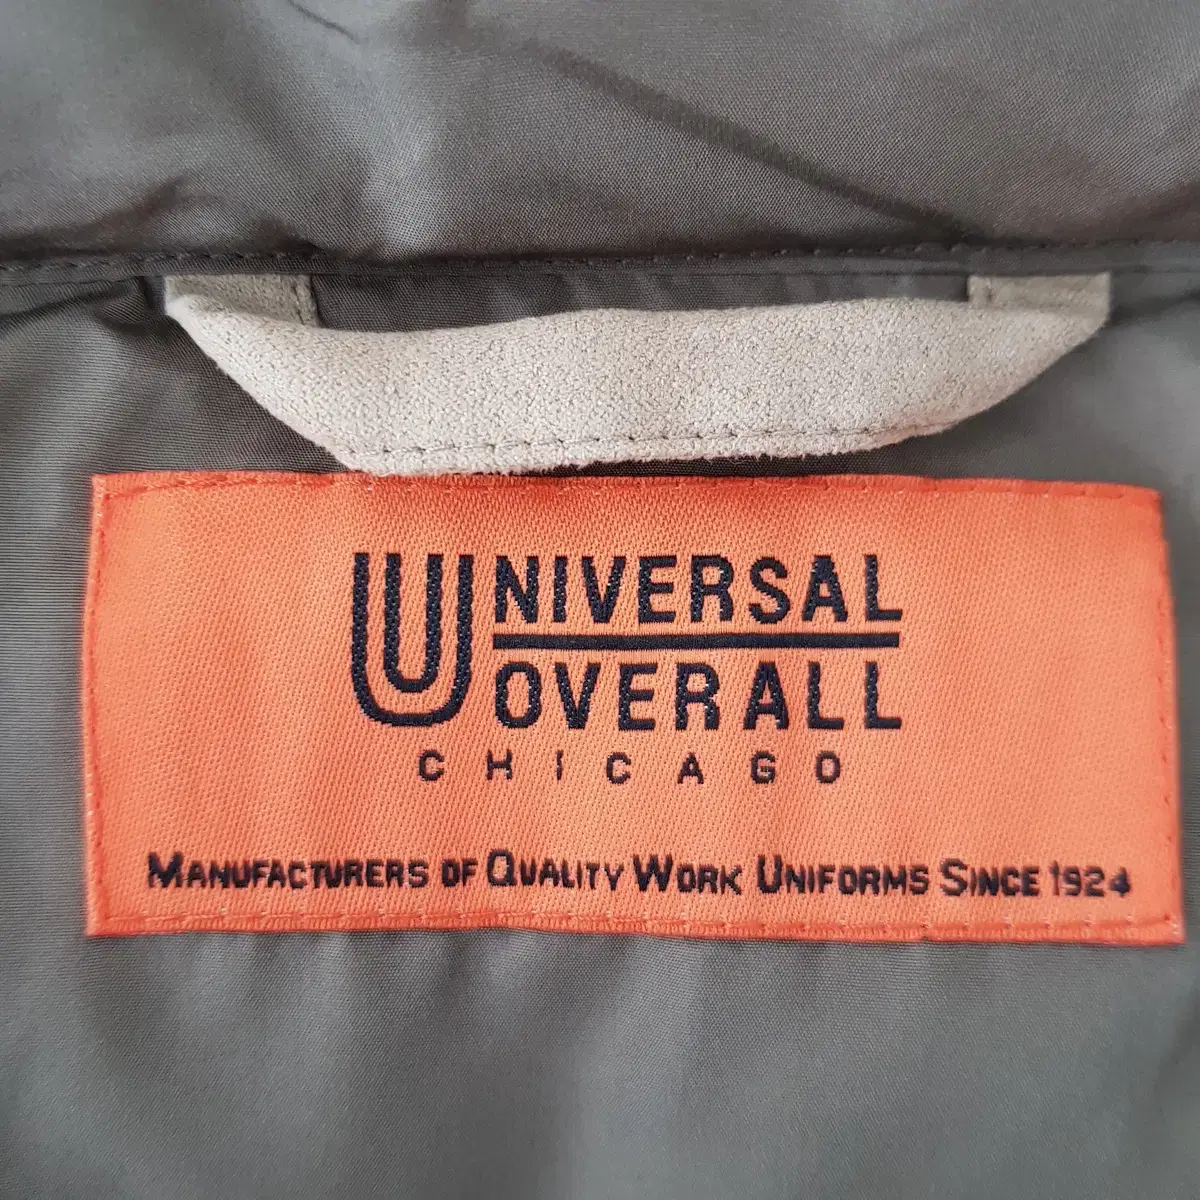 UNIVERSAL
OVERALL
CHICAGO
MANUFACTURERS OF QUALITY WORK UNIFORMS SINCE 1924